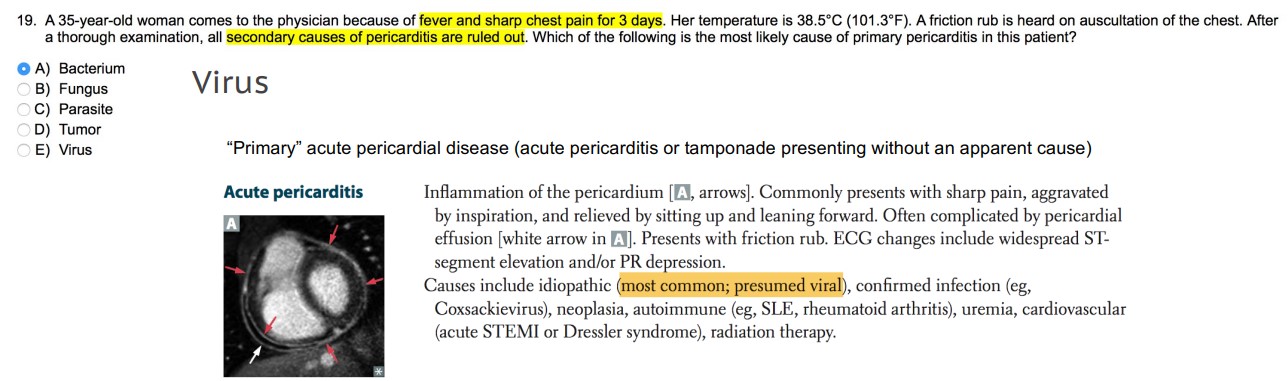 19. A 35-year-old woman comes to the physician because of fever and sharp chest pain for 3 days. Her temperature is 38.5°C (101.3°F). A friction rub is heard on auscultation of the chest. After
a thorough examination, all secondary causes of pericarditis are ruled out. Which of the following is the most likely cause of primary pericarditis in this patient?
A) Bacterium
B) Fungus
C) Parasite
D) Tumor
E) Virus
Virus
“Primary” acute pericardial disease (acute pericarditis or tamponade presenting without an apparent cause)
Acute pericarditis
A
*
Inflammation of the pericardium [A, arrows]. Commonly presents with sharp pain, aggravated
by inspiration, and relieved by sitting up and leaning forward. Often complicated by pericardial
effusion [white arrow in A]. Presents with friction rub. ECG changes include widespread ST-
segment elevation and/or PR depression.
Causes include idiopathic (most common; presumed viral), confirmed infection (eg,
Coxsackievirus), neoplasia, autoimmune (eg, SLE, rheumatoid arthritis), uremia, cardiovascular
(acute STEMI or Dressler syndrome), radiation therapy.